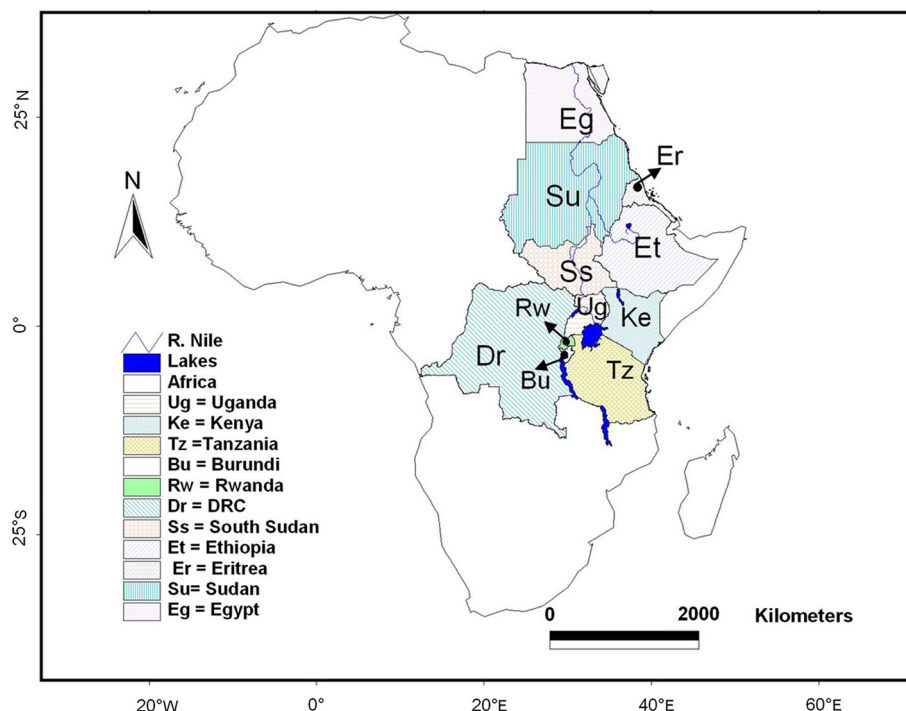 25°N
0°
25°S
N
Eg
Er
Su
Et
Ss
Ug
Rw
Ke
Dr
Bu
Tz
R. Nile
Lakes
Africa
Ug = Uganda
Ke = Kenya
Tz =Tanzania
Bu = Burundi
Rw = Rwanda
Dr = DRC
Ss = South Sudan
Et = Ethiopia
Er = Eritrea
Su= Sudan
Eg = Egypt
0 2000 Kilometers
20°W 0° 20°E 40°E 60°E